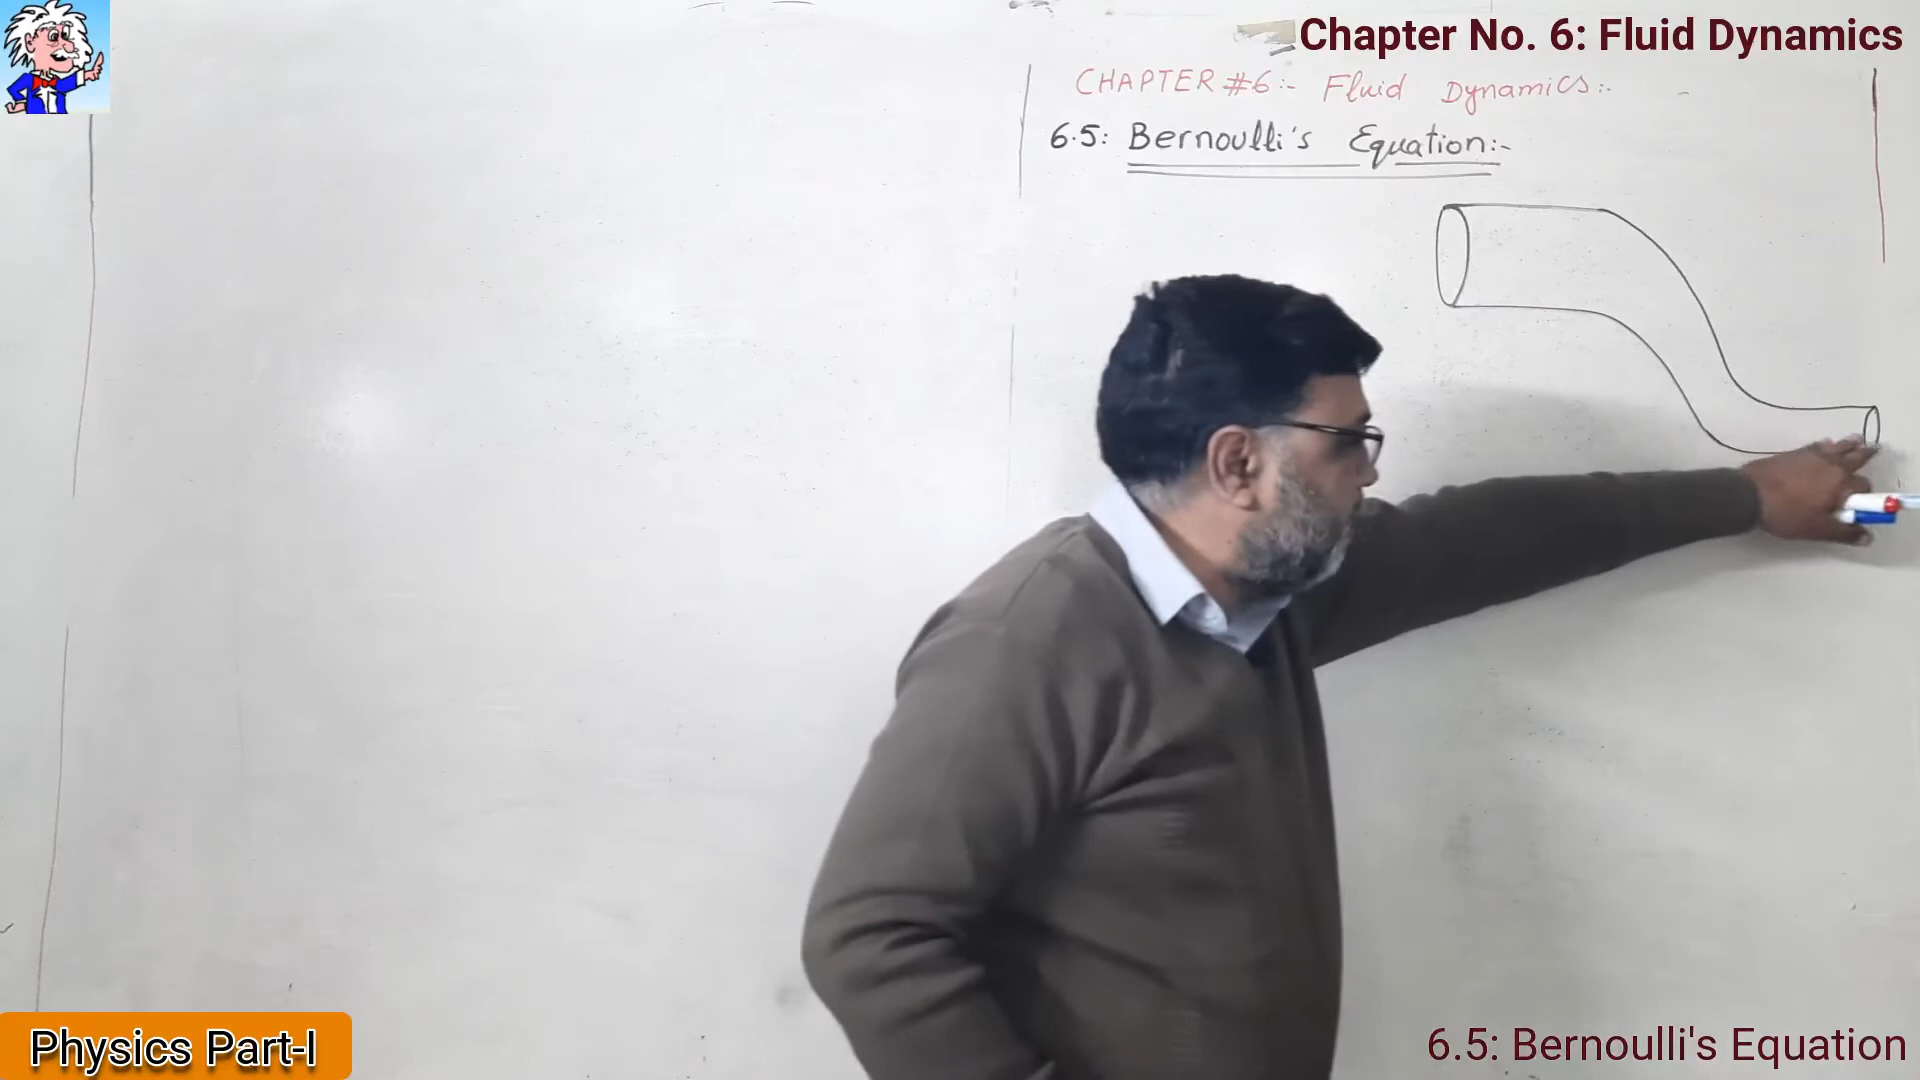 Chapter No. 6: Fluid Dynamics
CHAPTER #6:- Fluid Dynamics:-
6.5: Bernoulli's Equation:-
Physics Part-I
6.5: Bernoulli's Equation